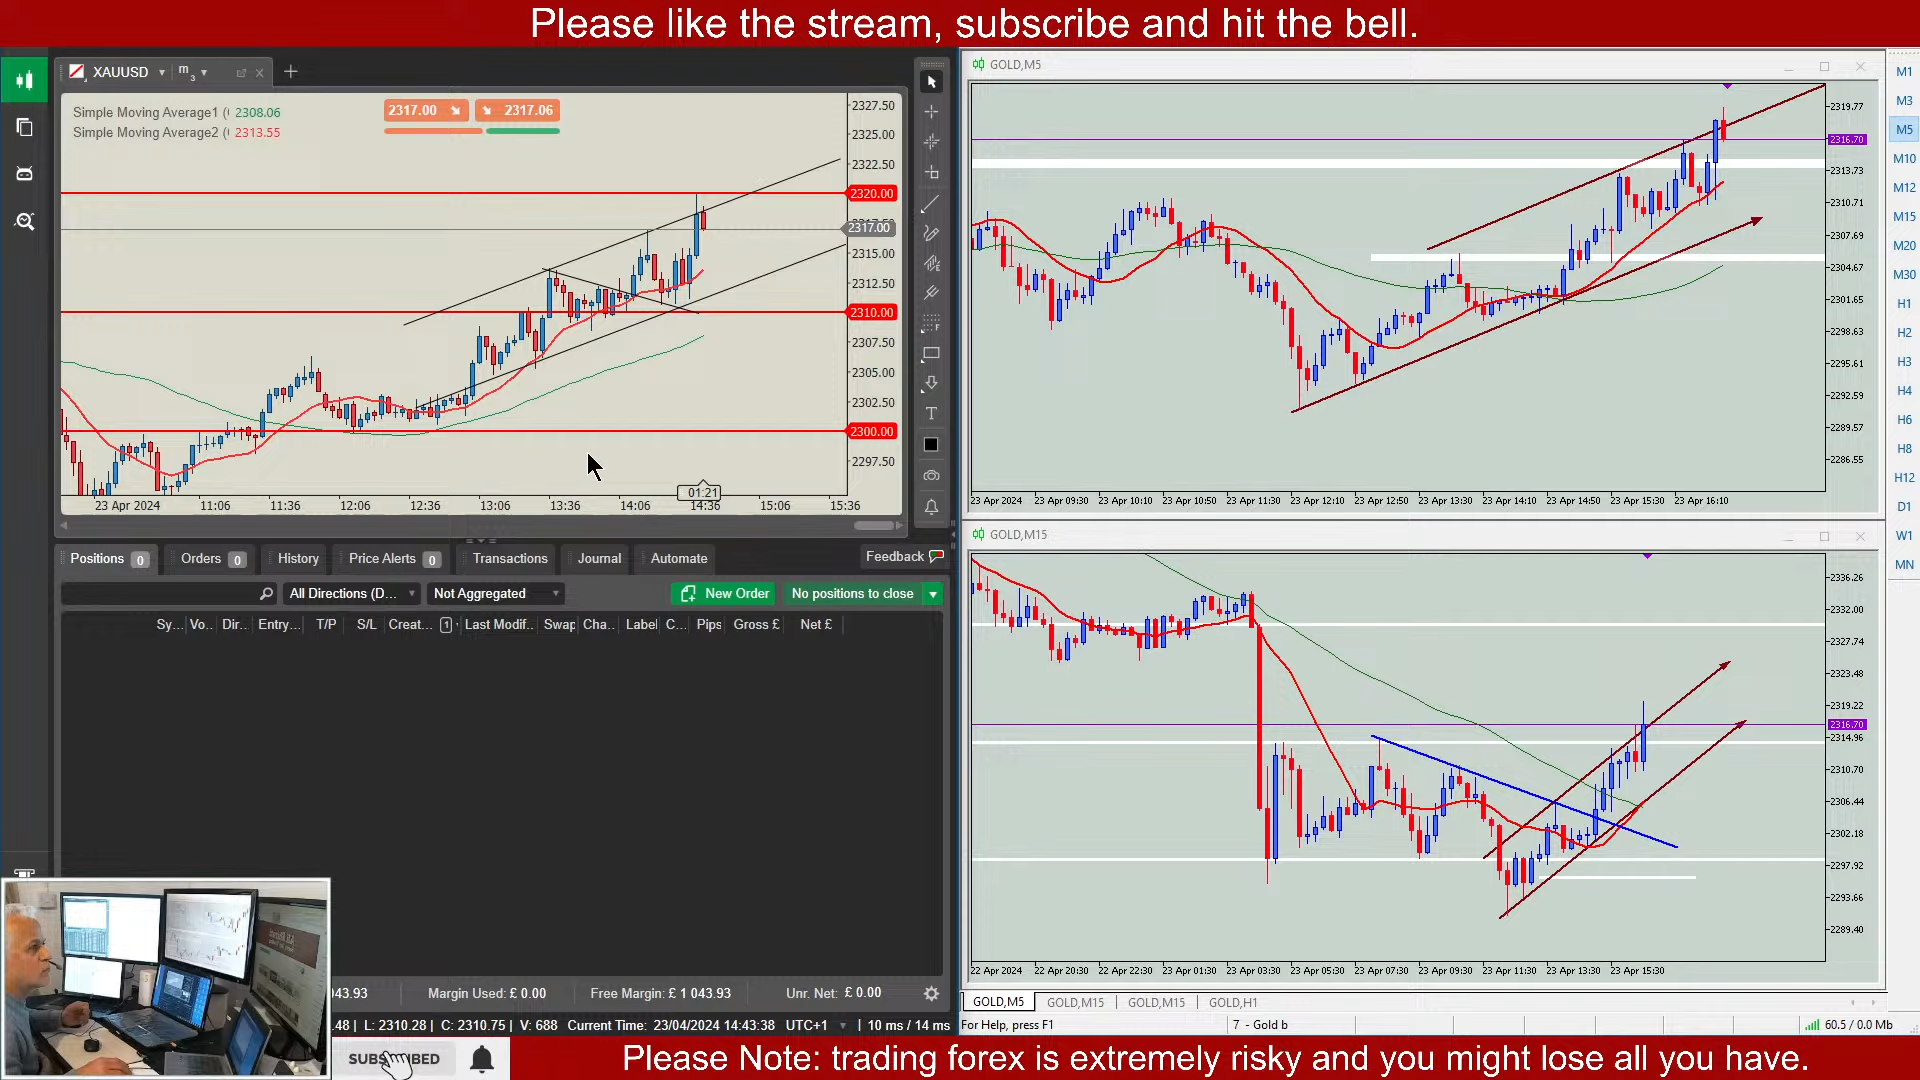 Please like the stream, subscribe and hit the bell.
XAUUSD m3
Simple Moving Average1 ( 2308.06
Simple Moving Average2 ( 2313.55
2317.00 2317.06
2327.50
2325.00
2322.50
2320.00
2317.00
2315.00
2312.50
2310.00
2307.50
2305.00
2302.50
2300.00
2297.50
01:21
23 Apr 2024 11:06 11:36 12:06 12:36 13:06 13:36 14:06 14:36 15:06 15:36
Positions 0 Orders 0 History Price Alerts 0 Transactions Journal Automate Feedback
All Directions (D... Not Aggregated New Order No positions to close
Sy... Vo.. Dir... Entry... T/P S/L Creat... 1 Last Modif... Swap Cha... Label C... Pips Gross £ Net £
043.93 Margin Used: £ 0.00 Free Margin: £ 1 043.93 Unr. Net: £ 0.00
.48 | L: 2310.28 | C: 2310.75 | V: 688 Current Time: 23/04/2024 14:43:38 UTC+1 | 10 ms / 14 ms
GOLD,M5
2319.77
2316.70
2313.73
2310.71
2307.69
2304.67
2301.65
2298.63
2295.61
2292.59
2289.57
2286.55
23 Apr 2024 23 Apr 09:30 23 Apr 10:10 23 Apr 10:50 23 Apr 11:30 23 Apr 12:10 23 Apr 12:50 23 Apr 13:30 23 Apr 14:10 23 Apr 14:50 23 Apr 15:30 23 Apr 16:10
GOLD,M15
2336.26
2332.00
2327.74
2323.48
2319.22
2316.70
2314.96
2310.70
2306.44
2302.18
2297.92
2293.66
2289.40
22 Apr 2024 22 Apr 20:30 22 Apr 22:30 23 Apr 01:30 23 Apr 03:30 23 Apr 05:30 23 Apr 07:30 23 Apr 09:30 23 Apr 11:30 23 Apr 13:30 23 Apr 15:30
GOLD,M5 GOLD,M15 GOLD,M15 GOLD,H1
For Help, press F1 7 - Gold b 60.5 / 0.0 Mb
M1
M3
M5
M10
M12
M15
M20
M30
H1
H2
H3
H4
H6
H8
H12
D1
W1
MN
SUBSCRIBED
Please Note: trading forex is extremely risky and you might lose all you have.